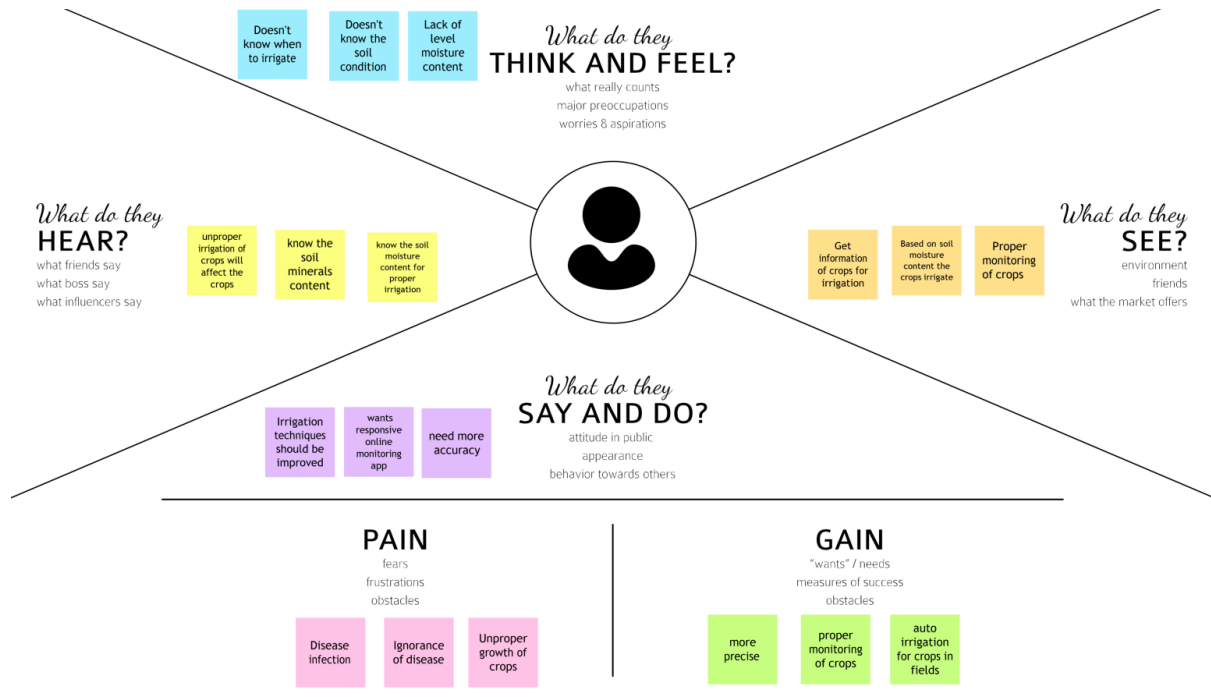 Doesn't
know when
to irrigate
Doesn't
know the
soil
condition
Lack of
level
moisture
content
What do they
THINK AND FEEL?
what really counts
major preoccupations
worries & aspirations
What do they
HEAR?
what friends say
what boss say
what influencers say
unproper
irrigation of
crops will
affect the
crops
know the
soil
minerals
content
know the soil
moisture
content for
proper
irrigation
Get
information
of crops for
irrigation
Based on soil
moisture
content the
crops irrigate
Proper
monitoring
of crops
What do they
SEE?
environment
friends
what the market offers
What do they
SAY AND DO?
attitude in public
appearance
behavior towards others
Irrigation
techniques
should be
improved
wants
responsive
online
monitoring
app
need more
accuracy
PAIN
fears
frustrations
obstacles
Disease
infection
Ignorance
of disease
Unproper
growth of
crops
GAIN
"wants" / needs
measures of success
obstacles
more
precise
proper
monitoring
of crops
auto
irrigation
for crops in
fields